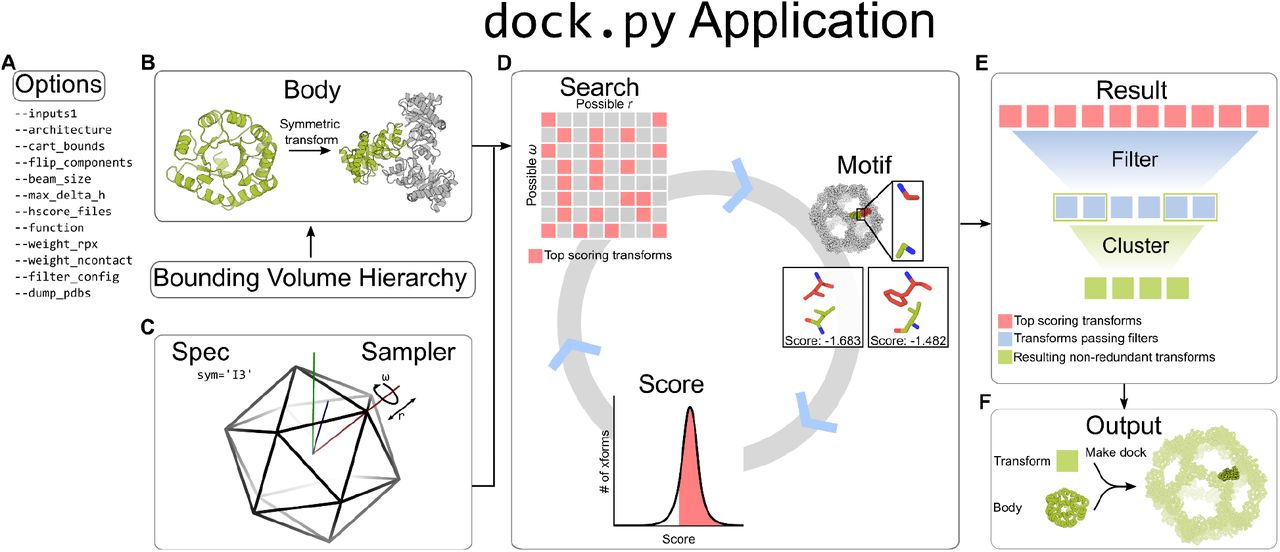 dock.py Application
A
Options
--inputs1
--architecture
--cart_bounds
--flip_components
--beam_size
--max_delta_h
--hscore_files
--function
--weight_rpx
--weight_ncontact
--filter_config
--dump_pdbs
B
Body
Symmetric
transform
Bounding Volume Hierarchy
C
Spec
sym='I3'
Sampler
ω
r
D
Search
Possible r
Possible ω
Top scoring transforms
Motif
Score: -1.683
Score: -1.482
Score
# of xforms
Score
E
Result
Filter
Cluster
Top scoring transforms
Transforms passing filters
Resulting non-redundant transforms
F
Output
Transform
Make dock
Body